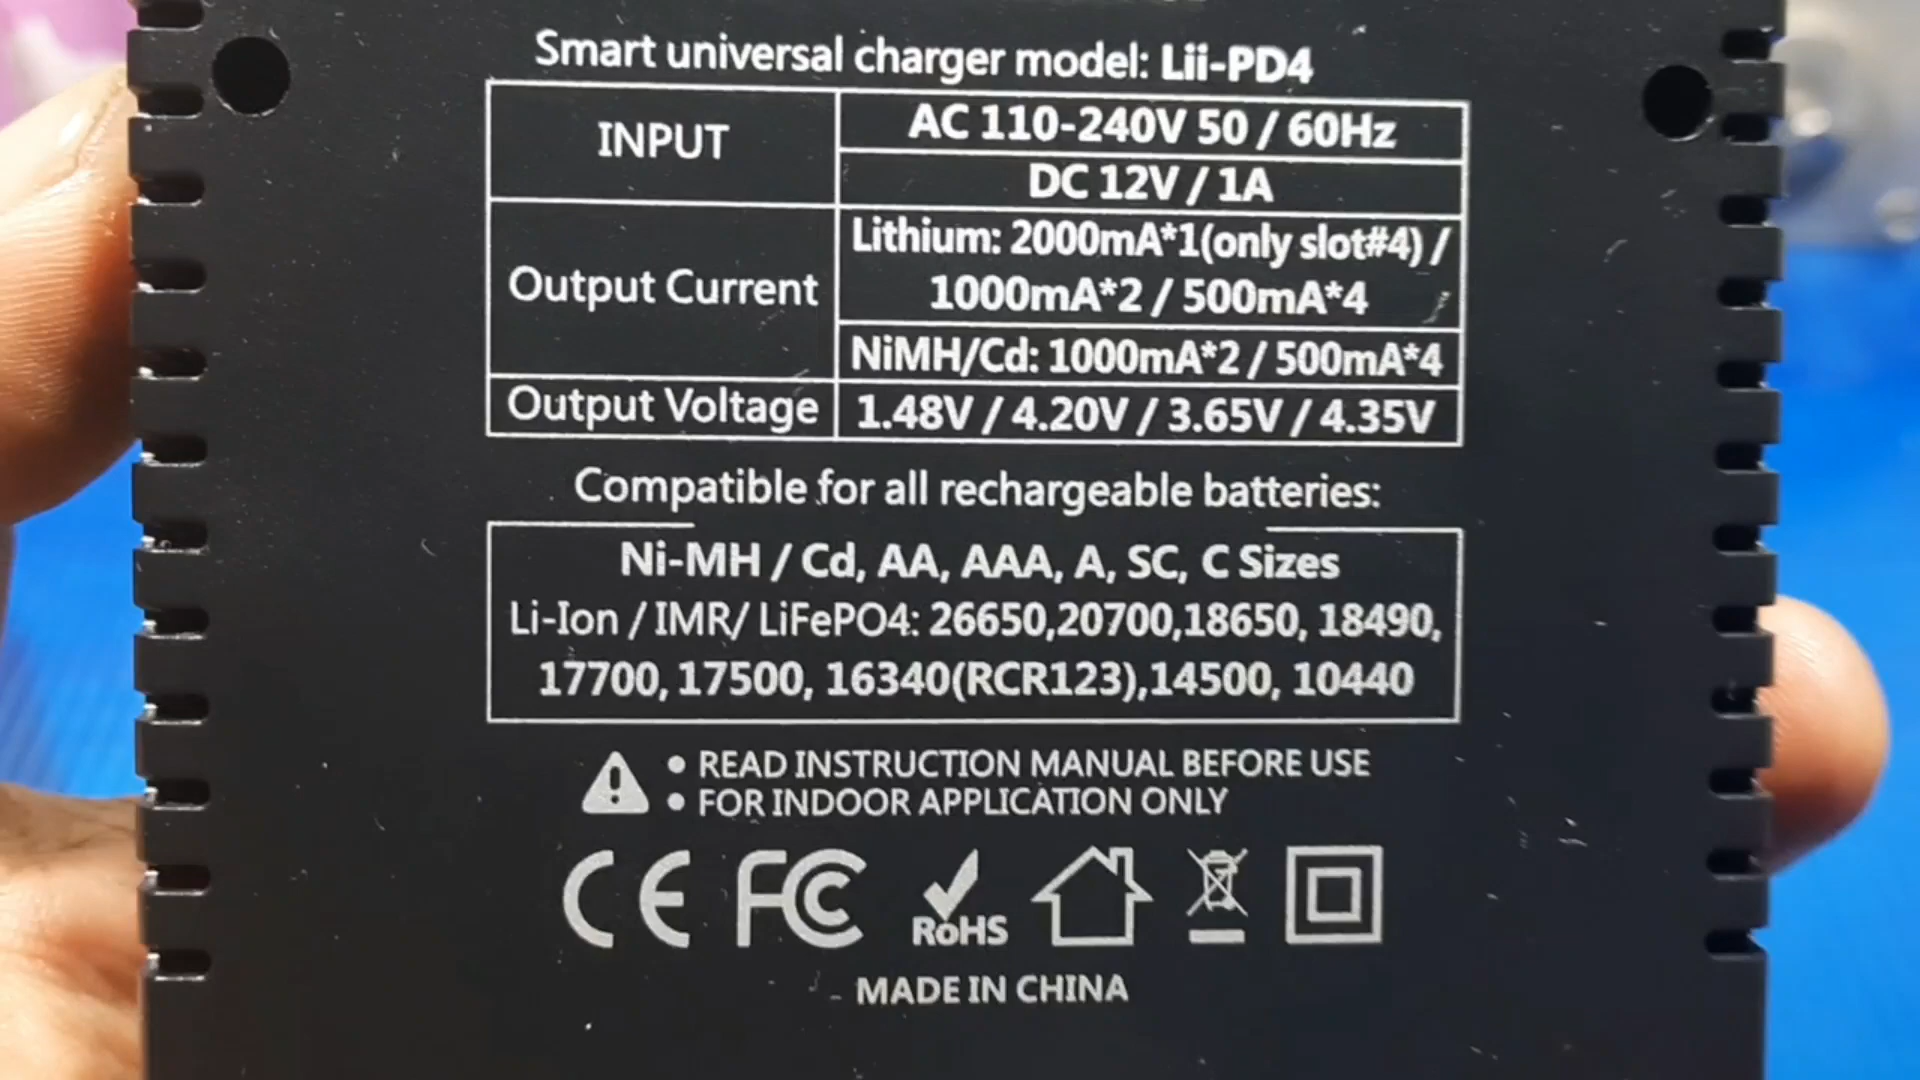 Smart universal charger model: Lii-PD4
INPUT
AC 110-240V 50 / 60Hz
DC 12V / 1A
Output Current
Lithium: 2000mA*1(only slot#4) /
1000mA*2 / 500mA*4
NiMH/Cd: 1000mA*2 / 500mA*4
Output Voltage
1.48V / 4.20V / 3.65V / 4.35V
Compatible for all rechargeable batteries:
Ni-MH / Cd, AA, AAA, A, SC, C Sizes
Li-Ion / IMR/ LiFePO4: 26650,20700,18650, 18490,
17700, 17500, 16340(RCR123),14500, 10440
• READ INSTRUCTION MANUAL BEFORE USE
• FOR INDOOR APPLICATION ONLY
CE FC RoHS
MADE IN CHINA